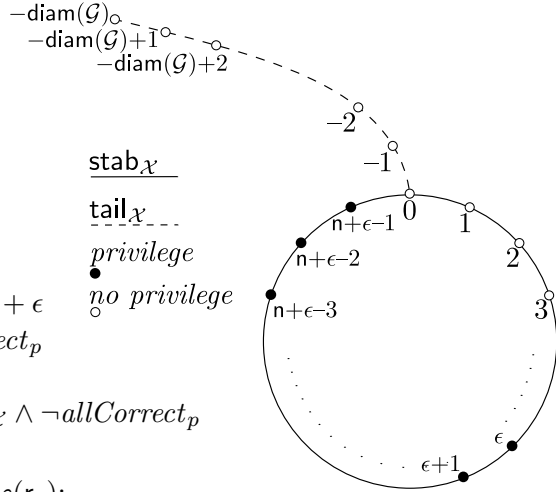 −diam(𝒢)
−diam(𝒢)+1
−diam(𝒢)+2
−2
−1
stab𝒳
tail𝒳
0
n+ϵ−1
1
privilege
n+ϵ−2
2
no privilege
+ ϵ
n+ϵ−3
3
ect_p
∧ ¬allCorrect_p
ϵ
ϵ+1